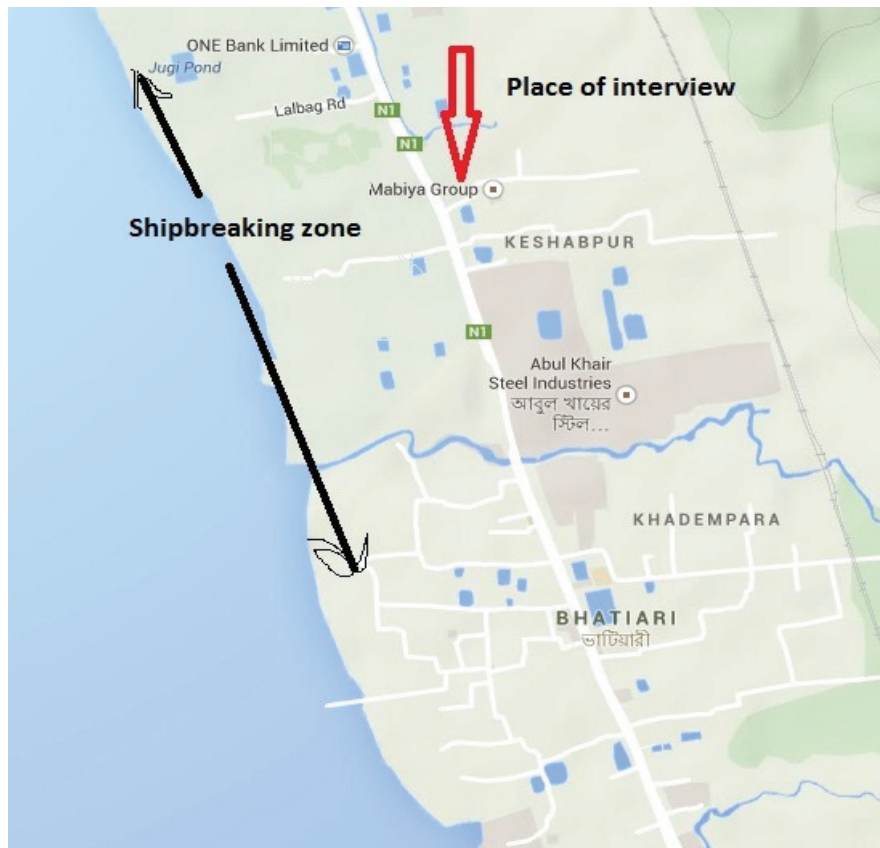 ONE Bank Limited
Jugi Pond
Lalbag Rd
N1
N1
Place of interview
Mabiya Group
Shipbreaking zone
KESHABPUR
N1
Abul Khair
Steel Industries
আবুল খায়ের
স্টিল...
KHADEMPARA
BHATIARI
ভাটিয়ারী